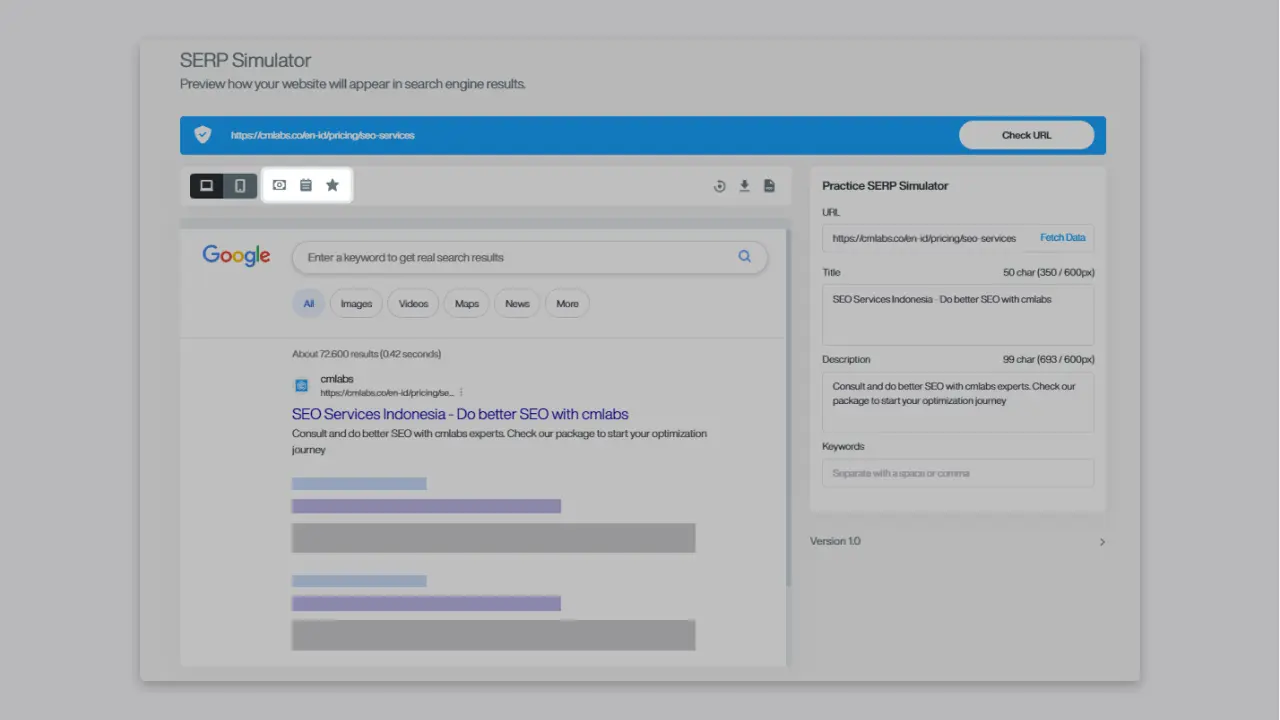 SERP Simulator
Preview how your website will appear in search engine results.
https://cmlabs.co/en-id/pricing/seo-services
Check URL
Google
Enter a keyword to get real search results
All
Images
Videos
Maps
News
More
About 72.600 results (0.42 seconds)
cmlabs
https://cmlabs.co/en-id/pricing/se...
SEO Services Indonesia - Do better SEO with cmlabs
Consult and do better SEO with cmlabs experts. Check our package to start your optimization
journey
Practice SERP Simulator
URL
https://cmlabs.co/en-id/pricing/seo-services
Fetch Data
Title
50 char (350 / 600px)
SEO Services Indonesia - Do better SEO with cmlabs
Description
99 char (693 / 600px)
Consult and do better SEO with cmlabs experts. Check our
package to start your optimization journey
Keywords
Separate with a space or comma
Version 1.0